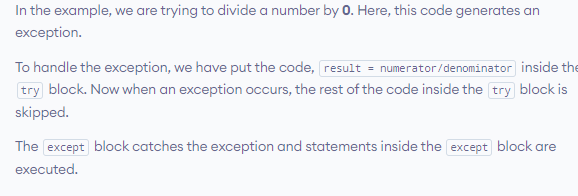 In the example, we are trying to divide a number by 0. Here, this code generates an
exception.
To handle the exception, we have put the code, result = numerator/denominator inside the
try block. Now when an exception occurs, the rest of the code inside the try block is
skipped.
The except block catches the exception and statements inside the except block are
executed.